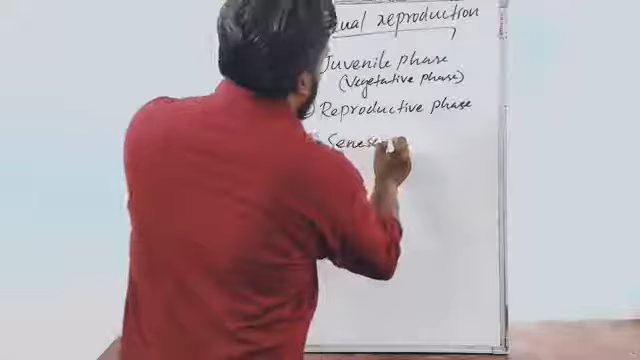 ual reproduction
Juvenile phase
(Vegetative phase)
Reproductive phase
Senes